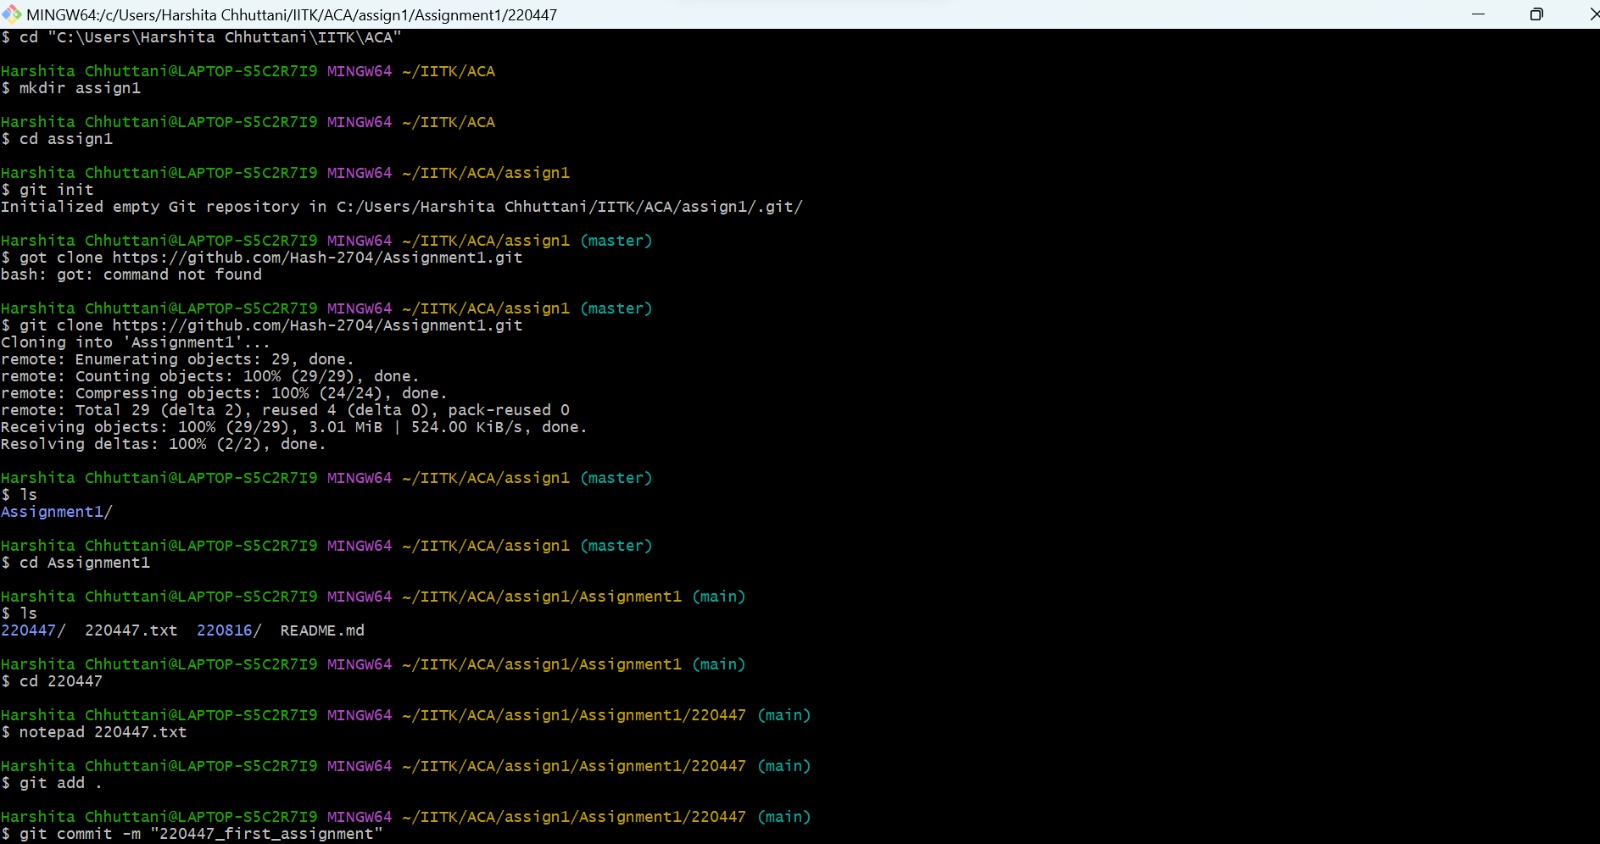 MINGW64:/c/Users/Harshita Chhuttani/IITK/ACA/assign1/Assignment1/220447
$ cd "C:\Users\Harshita Chhuttani\IITK\ACA"
Harshita Chhuttani@LAPTOP-S5C2R7I9 MINGW64 ~/IITK/ACA
$ mkdir assign1
Harshita Chhuttani@LAPTOP-S5C2R7I9 MINGW64 ~/IITK/ACA
$ cd assign1
Harshita Chhuttani@LAPTOP-S5C2R7I9 MINGW64 ~/IITK/ACA/assign1
$ git init
Initialized empty Git repository in C:/Users/Harshita Chhuttani/IITK/ACA/assign1/.git/
Harshita Chhuttani@LAPTOP-S5C2R7I9 MINGW64 ~/IITK/ACA/assign1 (master)
$ got clone https://github.com/Hash-2704/Assignment1.git
bash: got: command not found
Harshita Chhuttani@LAPTOP-S5C2R7I9 MINGW64 ~/IITK/ACA/assign1 (master)
$ git clone https://github.com/Hash-2704/Assignment1.git
Cloning into 'Assignment1'...
remote: Enumerating objects: 29, done.
remote: Counting objects: 100% (29/29), done.
remote: Compressing objects: 100% (24/24), done.
remote: Total 29 (delta 2), reused 4 (delta 0), pack-reused 0
Receiving objects: 100% (29/29), 3.01 MiB | 524.00 KiB/s, done.
Resolving deltas: 100% (2/2), done.
Harshita Chhuttani@LAPTOP-S5C2R7I9 MINGW64 ~/IITK/ACA/assign1 (master)
$ ls
Assignment1/
Harshita Chhuttani@LAPTOP-S5C2R7I9 MINGW64 ~/IITK/ACA/assign1 (master)
$ cd Assignment1
Harshita Chhuttani@LAPTOP-S5C2R7I9 MINGW64 ~/IITK/ACA/assign1/Assignment1 (main)
$ ls
220447/  220447.txt  220816/  README.md
Harshita Chhuttani@LAPTOP-S5C2R7I9 MINGW64 ~/IITK/ACA/assign1/Assignment1 (main)
$ cd 220447
Harshita Chhuttani@LAPTOP-S5C2R7I9 MINGW64 ~/IITK/ACA/assign1/Assignment1/220447 (main)
$ notepad 220447.txt
Harshita Chhuttani@LAPTOP-S5C2R7I9 MINGW64 ~/IITK/ACA/assign1/Assignment1/220447 (main)
$ git add .
Harshita Chhuttani@LAPTOP-S5C2R7I9 MINGW64 ~/IITK/ACA/assign1/Assignment1/220447 (main)
$ git commit -m "220447_first_assignment"